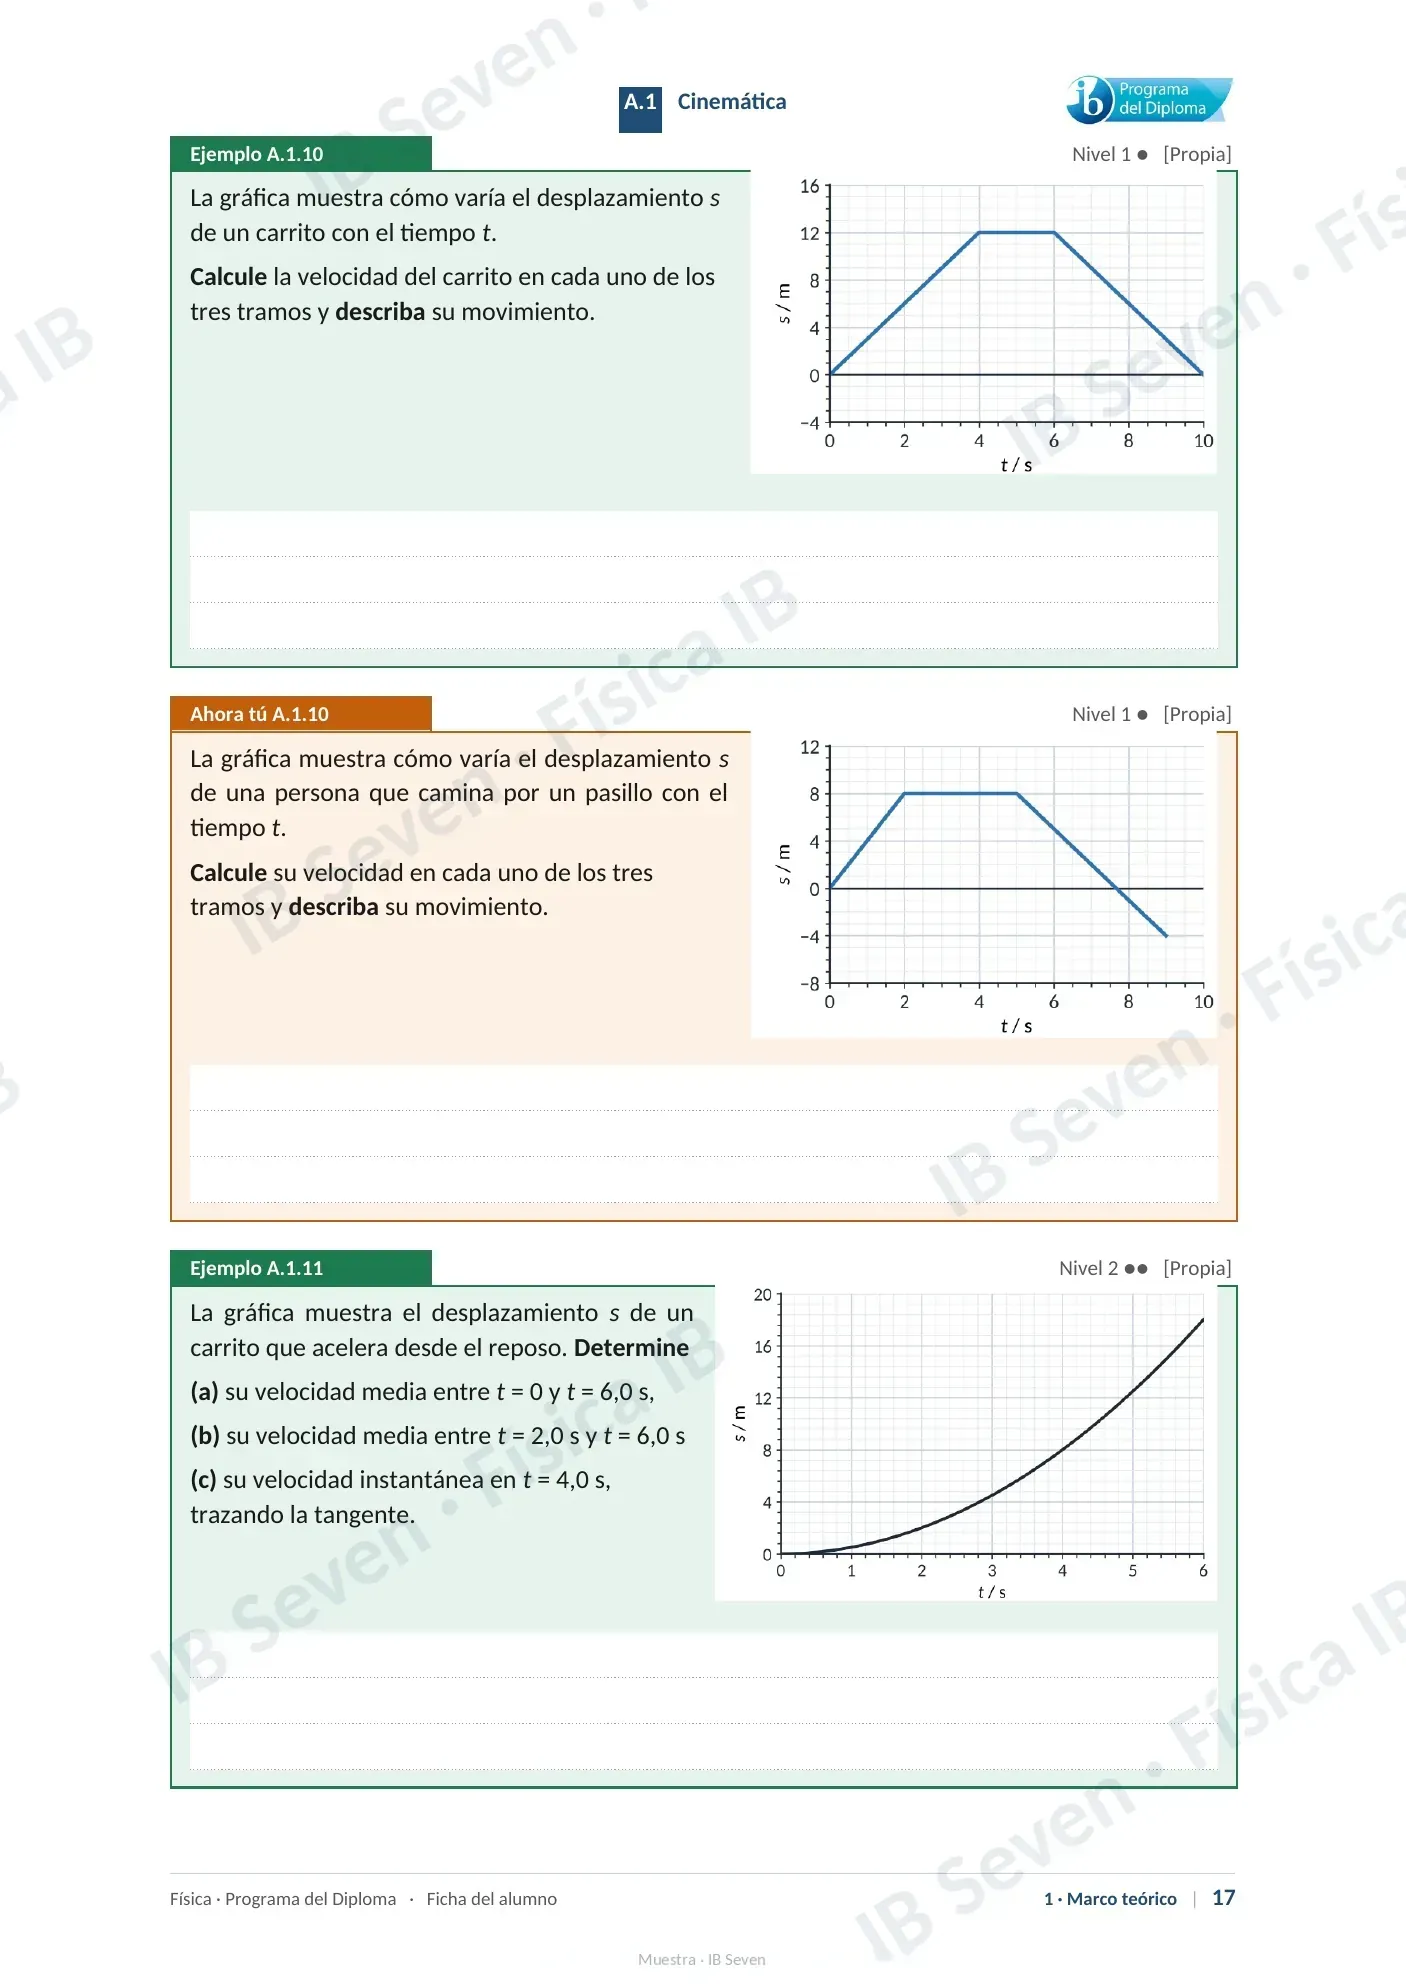 A.1 Cinemática
Programa
del Diploma
Ejemplo A.1.10
Nivel 1 ● [Propia]
La gráfica muestra cómo varía el desplazamiento s
de un carrito con el tiempo t.
Calcule la velocidad del carrito en cada uno de los
tres tramos y describa su movimiento.
16
12
8
4
0
−4
s / m
0 2 4 6 8 10
t / s
Ahora tú A.1.10
Nivel 1 ● [Propia]
La gráfica muestra cómo varía el desplazamiento s
de una persona que camina por un pasillo con el
tiempo t.
Calcule su velocidad en cada uno de los tres
tramos y describa su movimiento.
12
8
4
0
−4
−8
s / m
0 2 4 6 8 10
t / s
Ejemplo A.1.11
Nivel 2 ●● [Propia]
La gráfica muestra el desplazamiento s de un
carrito que acelera desde el reposo. Determine
(a) su velocidad media entre t = 0 y t = 6,0 s,
(b) su velocidad media entre t = 2,0 s y t = 6,0 s
(c) su velocidad instantánea en t = 4,0 s,
trazando la tangente.
20
16
12
8
4
0
s / m
0 1 2 3 4 5 6
t / s
Física · Programa del Diploma · Ficha del alumno
1 · Marco teórico | 17
Muestra · IB Seven
IB Seven · Física IB